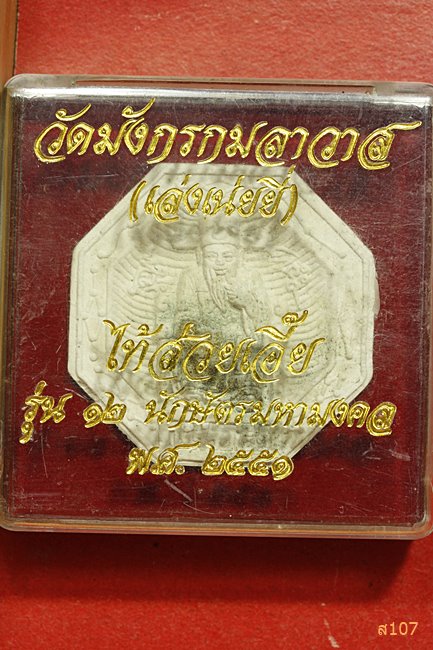 วัดมังกรกมลาวาส
(เล่งเน่ยยี่)
ไท้ส่วยเอี๊ย
รุ่น ๑๒ นักษัตรมหามงคล
พ.ศ. ๒๕๕๑
ส107